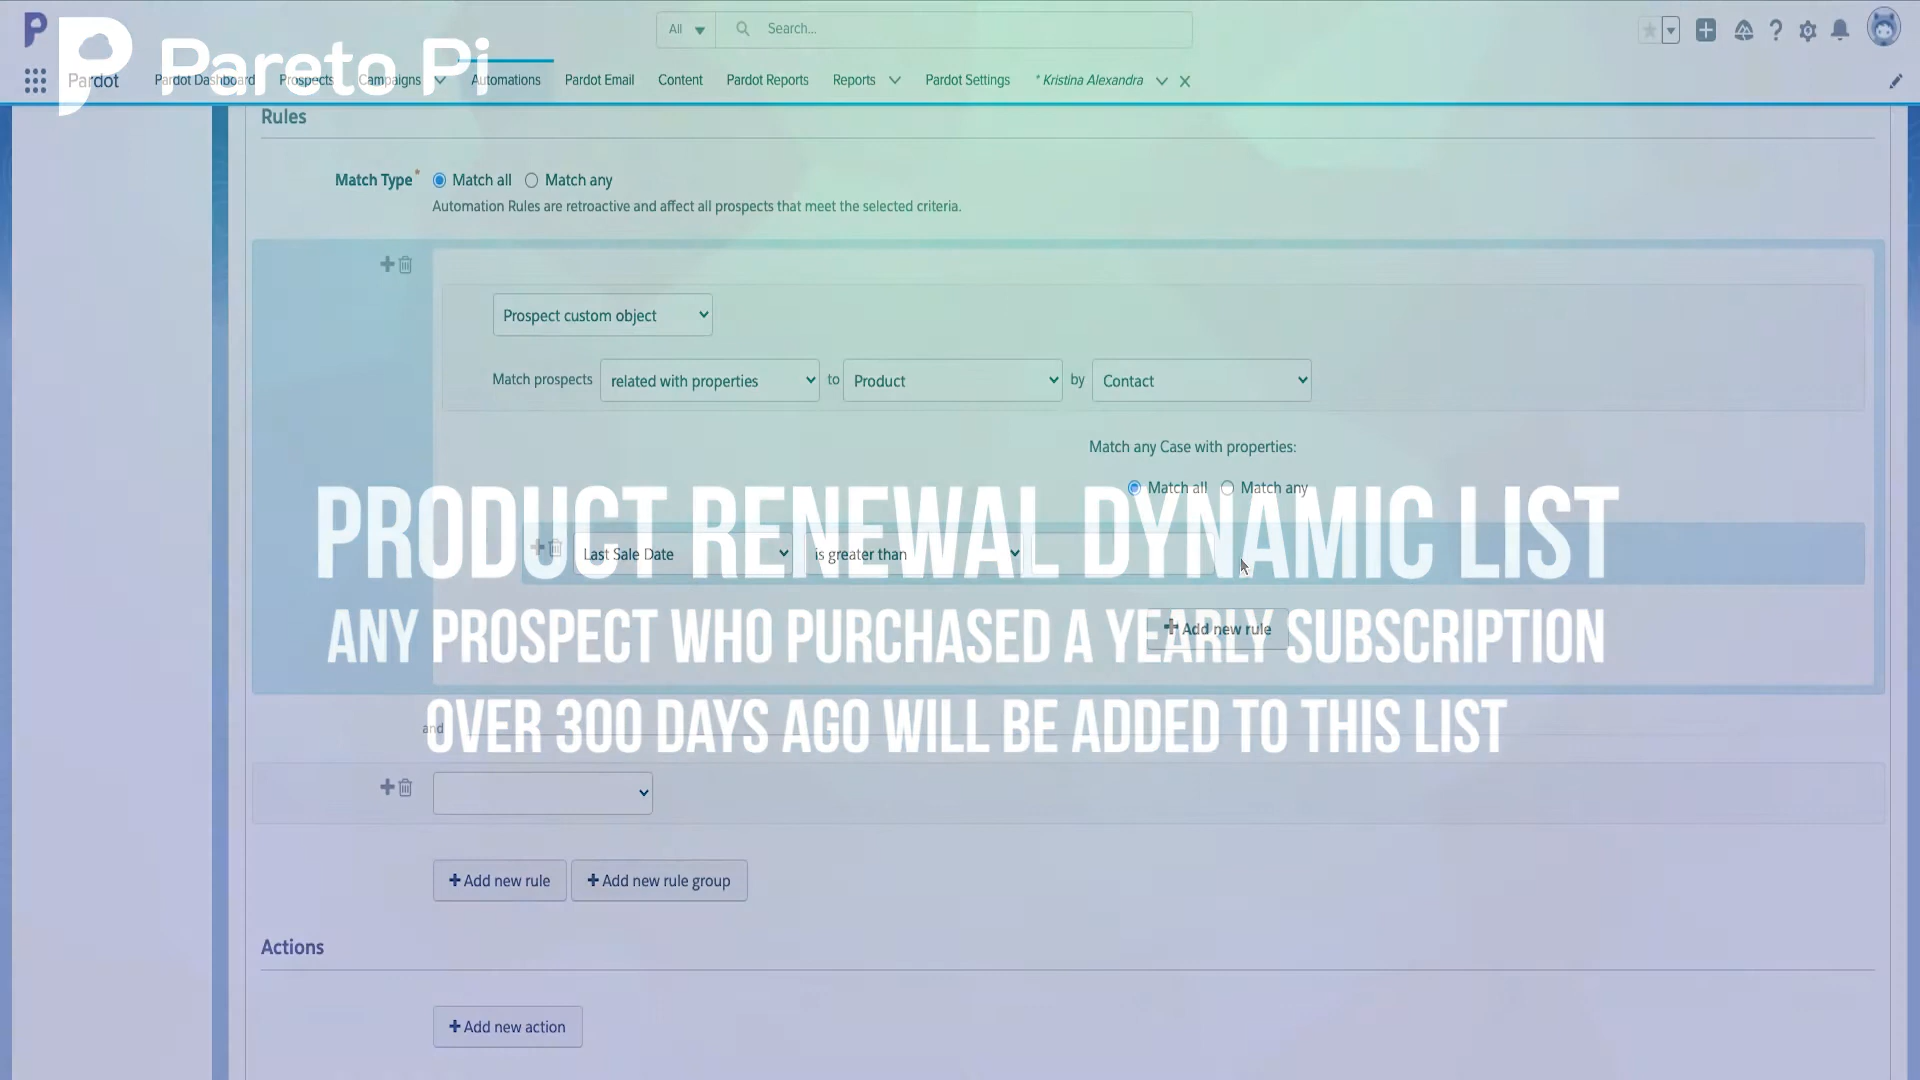 All
Search...
Pareto Pi
Pardot
Pardot Dashboard
Prospects
Campaigns
Automations
Pardot Email
Content
Pardot Reports
Reports
Pardot Settings
* Kristina Alexandra
Rules
Match Type* Match all Match any
Automation Rules are retroactive and affect all prospects that meet the selected criteria.
Prospect custom object
Match prospects related with properties to Product by Contact
Match any Case with properties:
Match all Match any
PRODUCT RENEWAL DYNAMIC LIST
Last Sale Date is greater than
+ Add new rule
ANY PROSPECT WHO PURCHASED A YEARLY SUBSCRIPTION
OVER 300 DAYS AGO WILL BE ADDED TO THIS LIST
and
+ Add new rule + Add new rule group
Actions
+ Add new action